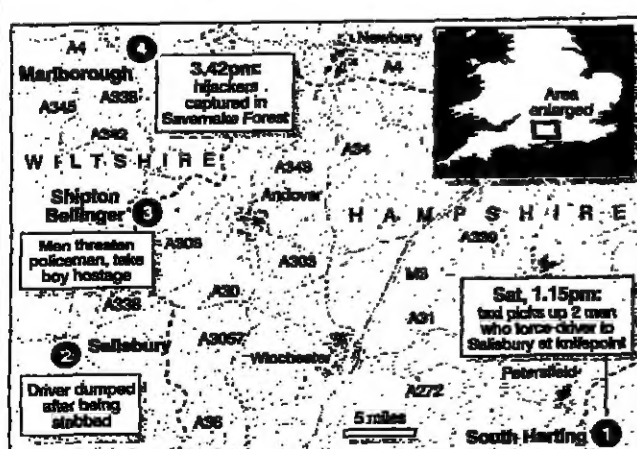 A4
4
Newbury
A4
Marlborough
3.42pm:
hijackers
captured in
Savernake Forest
Area
enlarged
A345
A338
A342
A34
WILTSHIRE
A343
Shipton
Bellinger
3
Andover
HAMPSHIRE
Men threaten
policeman, take
boy hostage
A303
A339
A303
M3
A30
Sat, 1.15pm:
taxi picks up 2 men
who force driver to
Salisbury at knifepoint
A338
A31
2
Salisbury
A3057
Winchester
Driver dumped
after being
stabbed
A272
Petersfield
A36
5 miles
South Harting
1